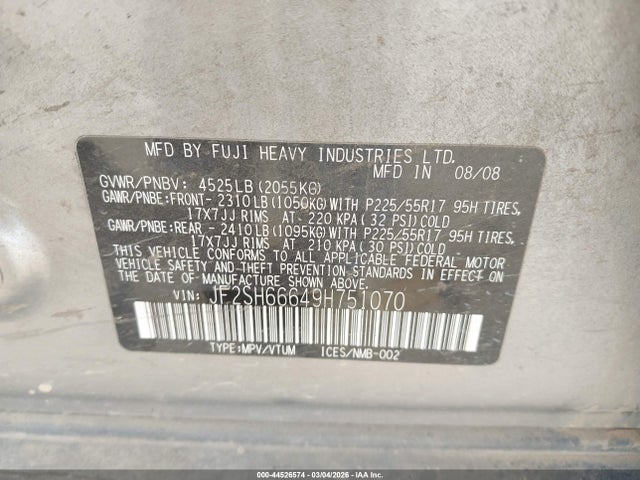 MFD BY FUJI HEAVY INDUSTRIES LTD.
MFD IN 08/08
GVWR/PNBV: 4525LB(2055KG)
GAWR/PNBE:FRONT- 2310LB(1050KG)WITH P225/55R17 95H TIRES,
17X7JJ RIMS AT 220 KPA(32 PSI)COLD
GAWR/PNBE:REAR - 2410LB(1095KG)WITH P225/55R17 95H TIRES,
17X7JJ RIMS AT 210 KPA(30 PSI)COLD
THIS VEHICLE CONFORMS TO ALL APPLICABLE FEDERAL MOTOR
VEHICLE SAFETY AND THEFT PREVENTION STANDARDS IN EFFECT
ON THE DATE OF MANUFACTURE SHOWN ABOVE.
VIN: JF2SH66649H751070
TYPE:MPV/VTUM ICES/NMB-002
000-44526574 - 03/04/2026 - COPART, INC.